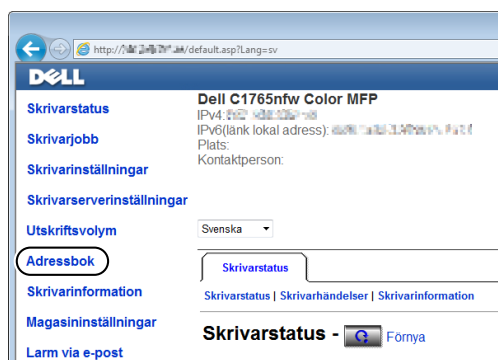 http:// /default.asp?Lang=sv
DELL
Skrivarstatus
Skrivarjobb
Skrivarinställningar
Skrivarserverinställningar
Utskriftsvolym
Adressbok
Skrivarinformation
Magasininställningar
Larm via e-post
Dell C1765nfw Color MFP
IPv4:
IPv6(länk lokal adress):
Plats:
Kontaktperson:
Svenska
Skrivarstatus
Skrivarstatus | Skrivarhändelser | Skrivarinformation
Skrivarstatus - Förnya